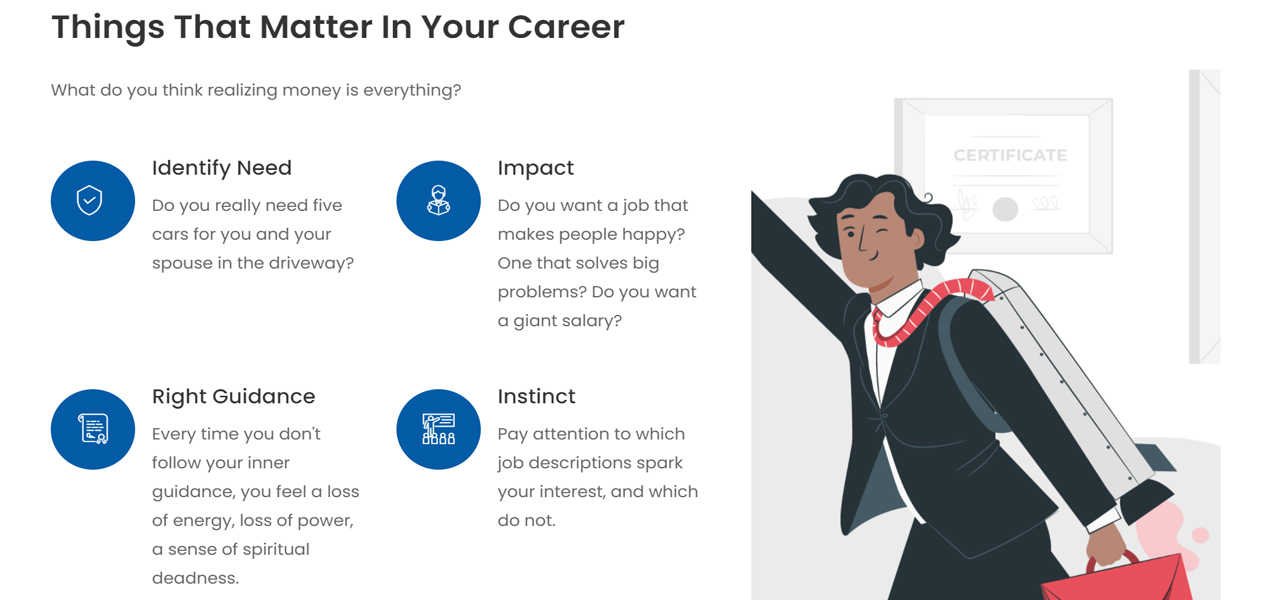 Things That Matter In Your Career
What do you think realizing money is everything?
Identify Need
Do you really need five
cars for you and your
spouse in the driveway?
Impact
Do you want a job that
makes people happy?
One that solves big
problems? Do you want
a giant salary?
Right Guidance
Every time you don't
follow your inner
guidance, you feel a loss
of energy, loss of power,
a sense of spiritual
deadness.
Instinct
Pay attention to which
job descriptions spark
your interest, and which
do not.
CERTIFICATE